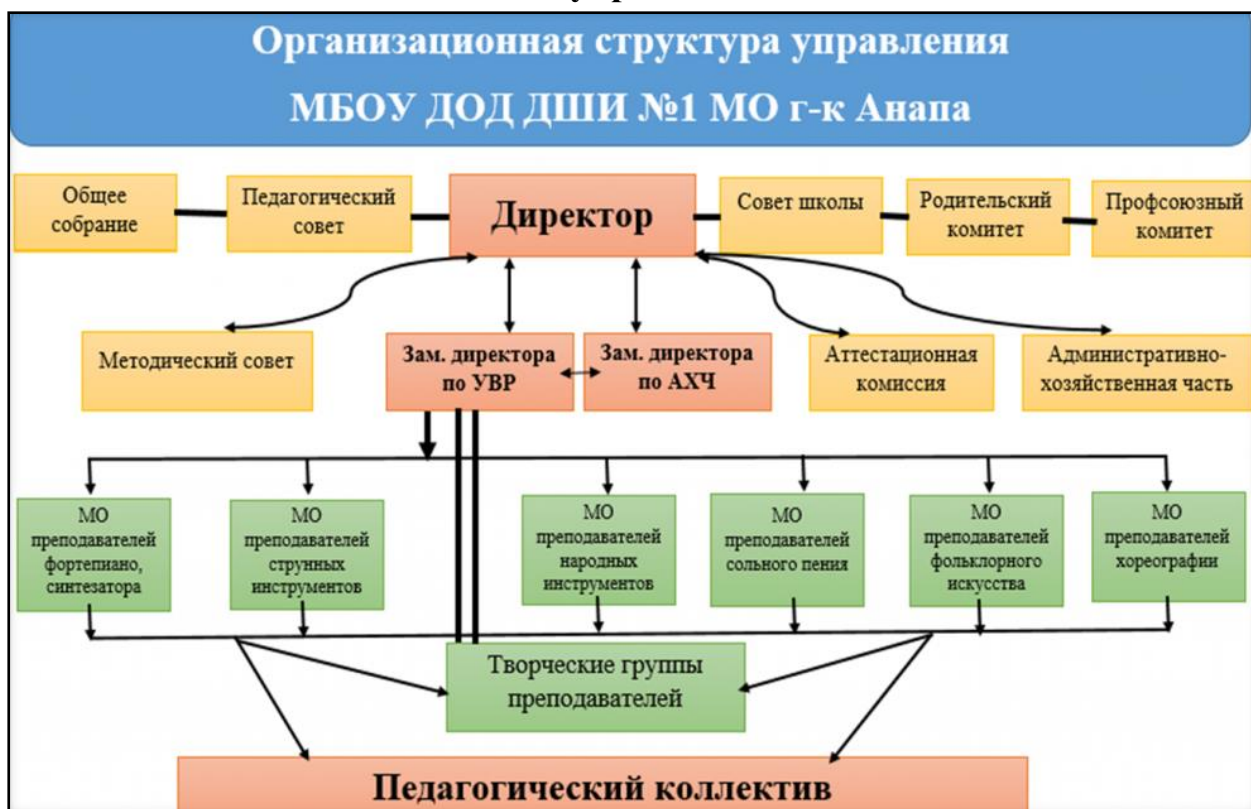 Организационная структура управления
МБОУ ДОД ДШИ №1 МО г-к Анапа
Общее
собрание
Педагогический
совет
Директор
Совет школы
Родительский
комитет
Профсоюзный
комитет
Методический совет
Зам. директора
по УВР
Зам. директора
по АХЧ
Аттестационная
комиссия
Административно-
хозяйственная часть
МО
преподавателей
фортепиано,
синтезатора
МО
преподавателей
струнных
инструментов
МО
преподавателей
народных
инструментов
МО
преподавателей
сольного пения
МО
преподавателей
фольклорного
искусства
МО
преподавателей
хореографии
Творческие группы
преподавателей
Педагогический коллектив